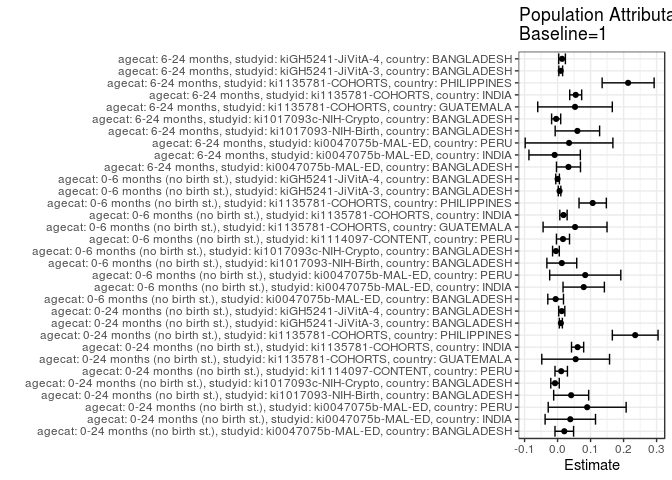 Population Attributa
Baseline=1
agecat: 6-24 months, studyid: kiGH5241-JiVitA-4, country: BANGLADESH
agecat: 6-24 months, studyid: kiGH5241-JiVitA-3, country: BANGLADESH
agecat: 6-24 months, studyid: ki1135781-COHORTS, country: PHILIPPINES
agecat: 6-24 months, studyid: ki1135781-COHORTS, country: INDIA
agecat: 6-24 months, studyid: ki1135781-COHORTS, country: GUATEMALA
agecat: 6-24 months, studyid: ki1017093c-NIH-Crypto, country: BANGLADESH
agecat: 6-24 months, studyid: ki1017093-NIH-Birth, country: BANGLADESH
agecat: 6-24 months, studyid: ki0047075b-MAL-ED, country: PERU
agecat: 6-24 months, studyid: ki0047075b-MAL-ED, country: INDIA
agecat: 6-24 months, studyid: ki0047075b-MAL-ED, country: BANGLADESH
agecat: 0-6 months (no birth st.), studyid: kiGH5241-JiVitA-4, country: BANGLADESH
agecat: 0-6 months (no birth st.), studyid: kiGH5241-JiVitA-3, country: BANGLADESH
agecat: 0-6 months (no birth st.), studyid: ki1135781-COHORTS, country: PHILIPPINES
agecat: 0-6 months (no birth st.), studyid: ki1135781-COHORTS, country: INDIA
agecat: 0-6 months (no birth st.), studyid: ki1135781-COHORTS, country: GUATEMALA
agecat: 0-6 months (no birth st.), studyid: ki1114097-CONTENT, country: PERU
agecat: 0-6 months (no birth st.), studyid: ki1017093c-NIH-Crypto, country: BANGLADESH
agecat: 0-6 months (no birth st.), studyid: ki1017093-NIH-Birth, country: BANGLADESH
agecat: 0-6 months (no birth st.), studyid: ki0047075b-MAL-ED, country: PERU
agecat: 0-6 months (no birth st.), studyid: ki0047075b-MAL-ED, country: INDIA
agecat: 0-6 months (no birth st.), studyid: ki0047075b-MAL-ED, country: BANGLADESH
agecat: 0-24 months (no birth st.), studyid: kiGH5241-JiVitA-4, country: BANGLADESH
agecat: 0-24 months (no birth st.), studyid: kiGH5241-JiVitA-3, country: BANGLADESH
agecat: 0-24 months (no birth st.), studyid: ki1135781-COHORTS, country: PHILIPPINES
agecat: 0-24 months (no birth st.), studyid: ki1135781-COHORTS, country: INDIA
agecat: 0-24 months (no birth st.), studyid: ki1135781-COHORTS, country: GUATEMALA
agecat: 0-24 months (no birth st.), studyid: ki1114097-CONTENT, country: PERU
agecat: 0-24 months (no birth st.), studyid: ki1017093c-NIH-Crypto, country: BANGLADESH
agecat: 0-24 months (no birth st.), studyid: ki1017093-NIH-Birth, country: BANGLADESH
agecat: 0-24 months (no birth st.), studyid: ki0047075b-MAL-ED, country: PERU
agecat: 0-24 months (no birth st.), studyid: ki0047075b-MAL-ED, country: INDIA
agecat: 0-24 months (no birth st.), studyid: ki0047075b-MAL-ED, country: BANGLADESH
-0.1 0.0 0.1 0.2 0.3
Estimate